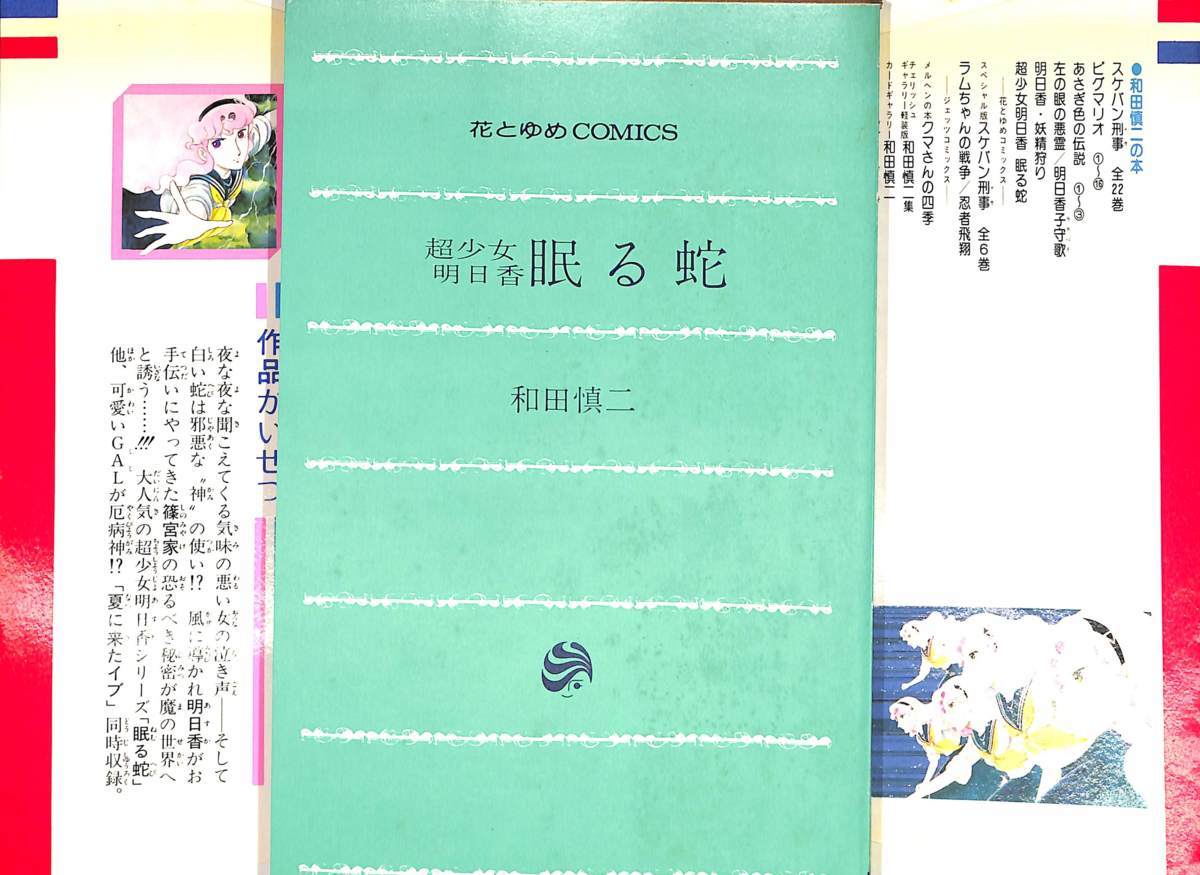 花とゆめCOMICS
超少女
明日香
眠る蛇
和田慎二
●和田慎二の本
スケバン刑事 全22巻
ピグマリオ ①〜⑯
あさぎ色の伝説 ①〜③
左の眼の悪霊/明日香子守歌
明日香・妖精狩り
超少女明日香 眠る蛇
──花とゆめコミックス──
スペシャル版スケバン刑事 全6巻
ラムちゃんの戦争/忍者飛翔
──ジェッツコミックス──
メルヘンの本クマさんの四季
チェリッシュギャラリー軽装版 和田慎二集
カードギャラリー和田慎二
作品かいせつ
夜な夜な聞こえてくる気味の悪い女の泣き声──そして
白い蛇は邪悪な〝神〟の使い!? 風に導かれ明日香がお
手伝いにやってきた篠宮家の恐るべき秘密が魔の世界へ
と誘う……!!! 大人気の超少女明日香シリーズ「眠る蛇」
他、可愛いGALが厄病神!?「夏に来たイブ」同時収録。